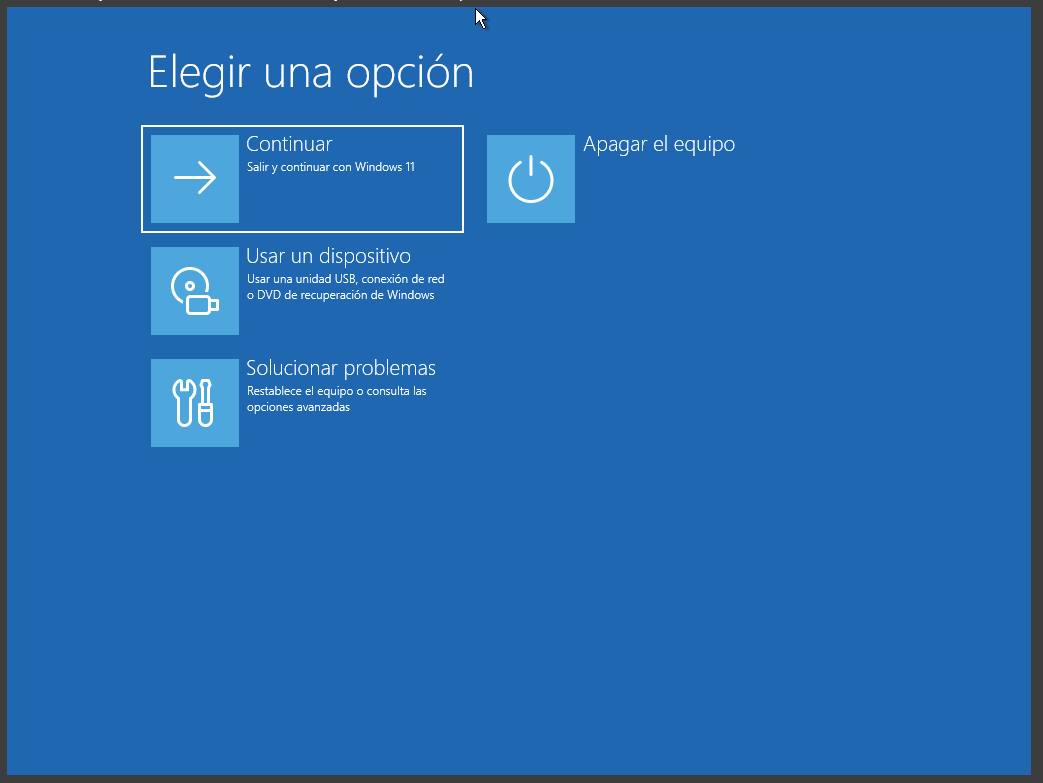 Elegir una opción
Continuar
Salir y continuar con Windows 11
Apagar el equipo
Usar un dispositivo
Usar una unidad USB, conexión de red
o DVD de recuperación de Windows
Solucionar problemas
Restablece el equipo o consulta las
opciones avanzadas